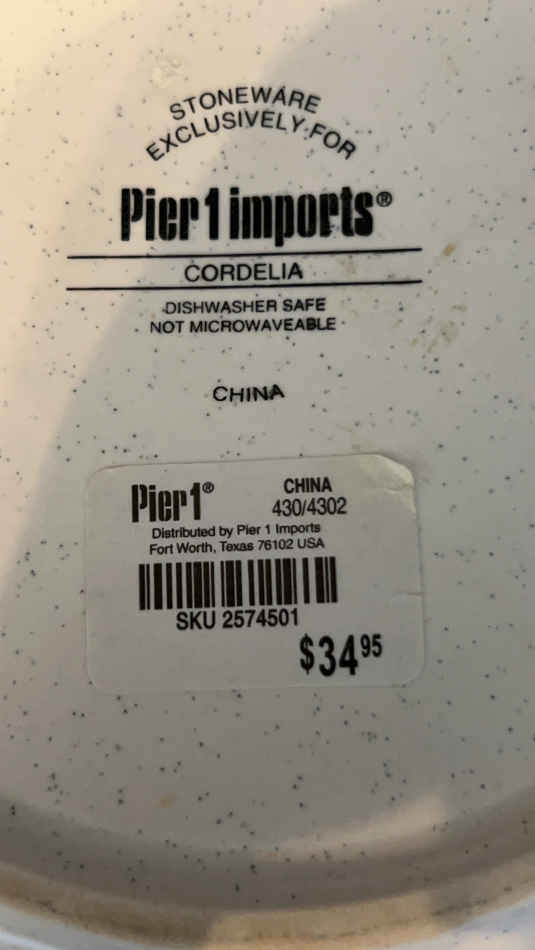 STONEWARE
EXCLUSIVELY FOR
Pier 1 imports®
CORDELIA
DISHWASHER SAFE
NOT MICROWAVEABLE
CHINA
Pier 1® CHINA
430/4302
Distributed by Pier 1 Imports
Fort Worth, Texas 76102 USA
SKU 2574501
$34.95